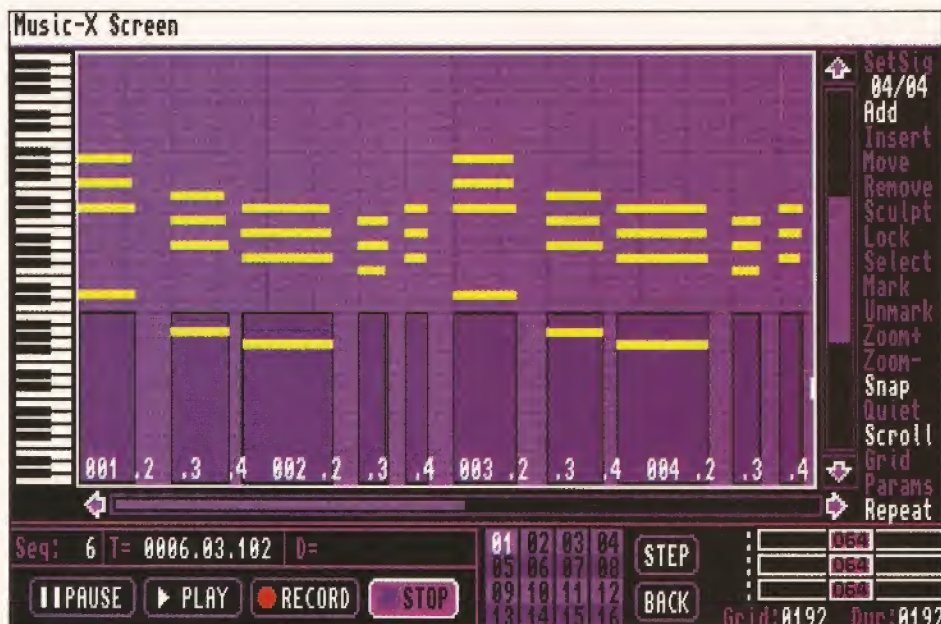 Music-X Screen
SetSig
04/04
Add
Insert
Move
Remove
Sculpt
Lock
Select
Mark
Unmark
Zoom+
Zoom-
Snap
Quiet
Scroll
Grid
Params
Repeat
001 .2 .3 .4 002 .2 .3 .4 003 .2 .3 .4 004 .2 .3 .4
Seq: 6 T= 0006.03.102 D=
01 02 03 04
05 06 07 08
09 10 11 12
13 14 15 16
STEP
BACK
064
064
064
PAUSE PLAY RECORD STOP
Grid:0192 Dur:0192